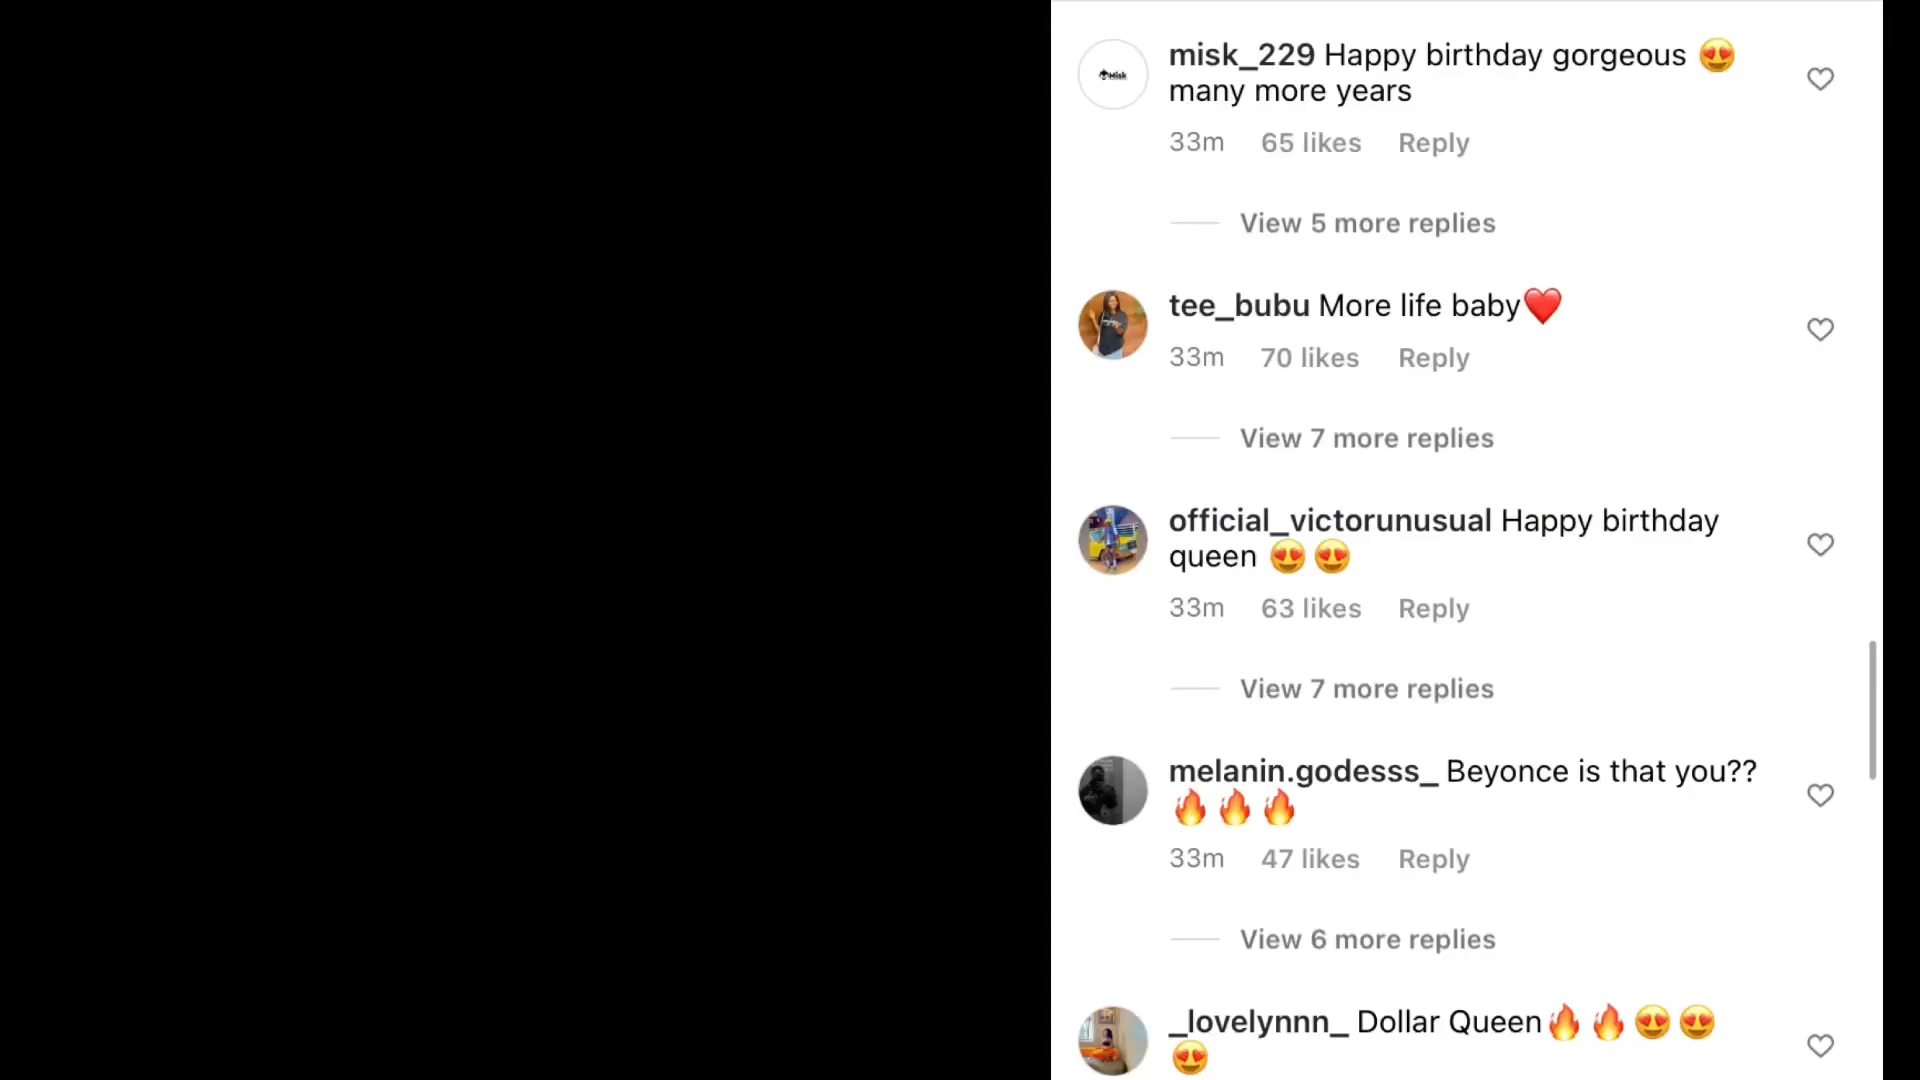 misk_229 Happy birthday gorgeous 😍
many more years
33m 65 likes Reply
View 5 more replies
tee_bubu More life baby❤️
33m 70 likes Reply
View 7 more replies
official_victorunusual Happy birthday
queen 😍😍
33m 63 likes Reply
View 7 more replies
melanin.godesss_ Beyonce is that you??
🔥🔥🔥
33m 47 likes Reply
View 6 more replies
_lovelynnn_ Dollar Queen🔥🔥😍😍
😍
Misk